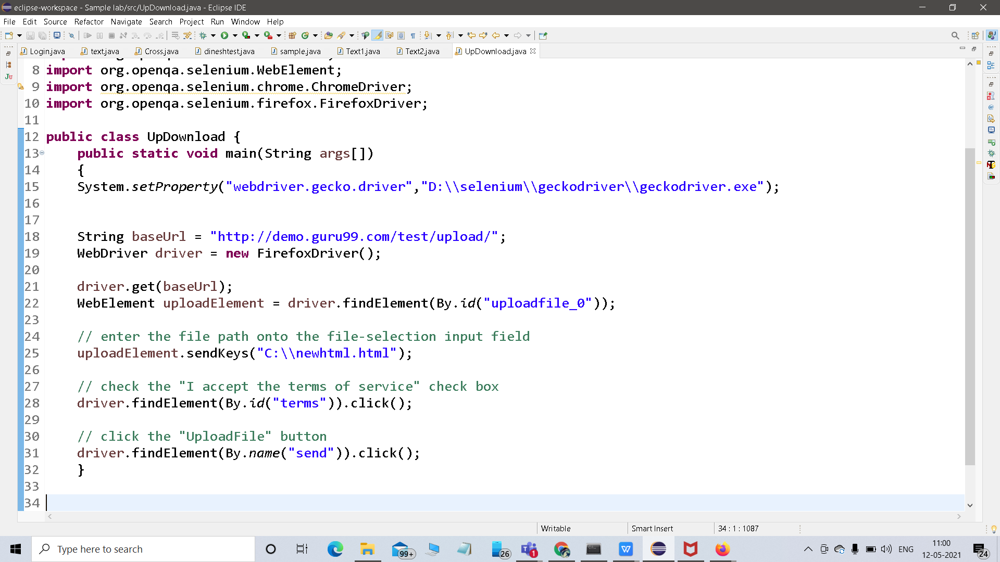 eclipse-workspace - Sample lab/src/UpDownload.java - Eclipse IDE
File Edit Source Refactor Navigate Search Project Run Window Help
Login.java text.java Cross.java dineshtest.java sample.java Text1.java Text2.java UpDownload.java
8 import org.openqa.selenium.WebElement;
9 import org.openqa.selenium.chrome.ChromeDriver;
10 import org.openqa.selenium.firefox.FirefoxDriver;
11
12 public class UpDownload {
13 public static void main(String args[])
14 {
15 System.setProperty("webdriver.gecko.driver","D:\\selenium\\geckodriver\\geckodriver.exe");
16
17
18 String baseUrl = "http://demo.guru99.com/test/upload/";
19 WebDriver driver = new FirefoxDriver();
20
21 driver.get(baseUrl);
22 WebElement uploadElement = driver.findElement(By.id("uploadfile_0"));
23
24 // enter the file path onto the file-selection input field
25 uploadElement.sendKeys("C:\\newhtml.html");
26
27 // check the "I accept the terms of service" check box
28 driver.findElement(By.id("terms")).click();
29
30 // click the "UploadFile" button
31 driver.findElement(By.name("send")).click();
32 }
33
34
Writable Smart Insert 34 : 1 : 1087
Type here to search 99+ 26 1 ENG 11:00 24
12-05-2021